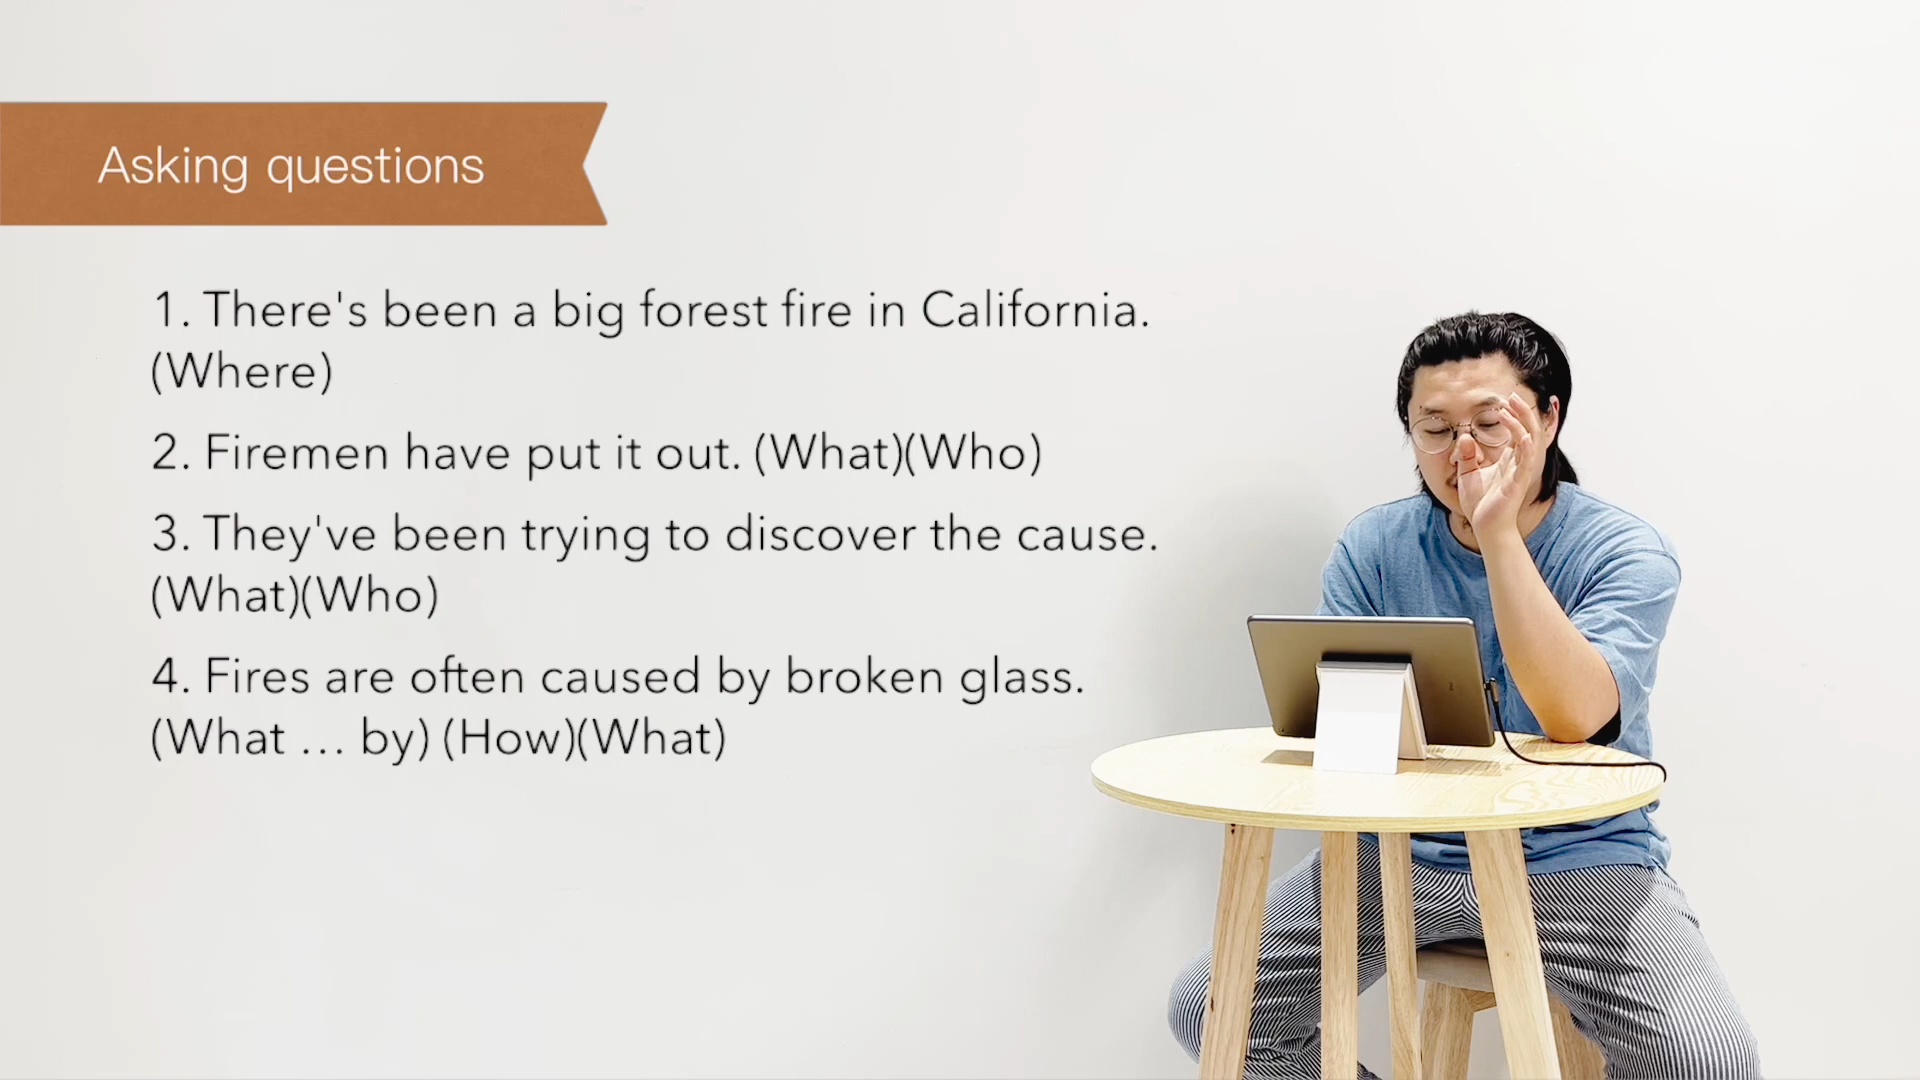 Asking questions
1. There's been a big forest fire in California.
(Where)
2. Firemen have put it out. (What)(Who)
3. They've been trying to discover the cause.
(What)(Who)
4. Fires are often caused by broken glass.
(What … by) (How)(What)